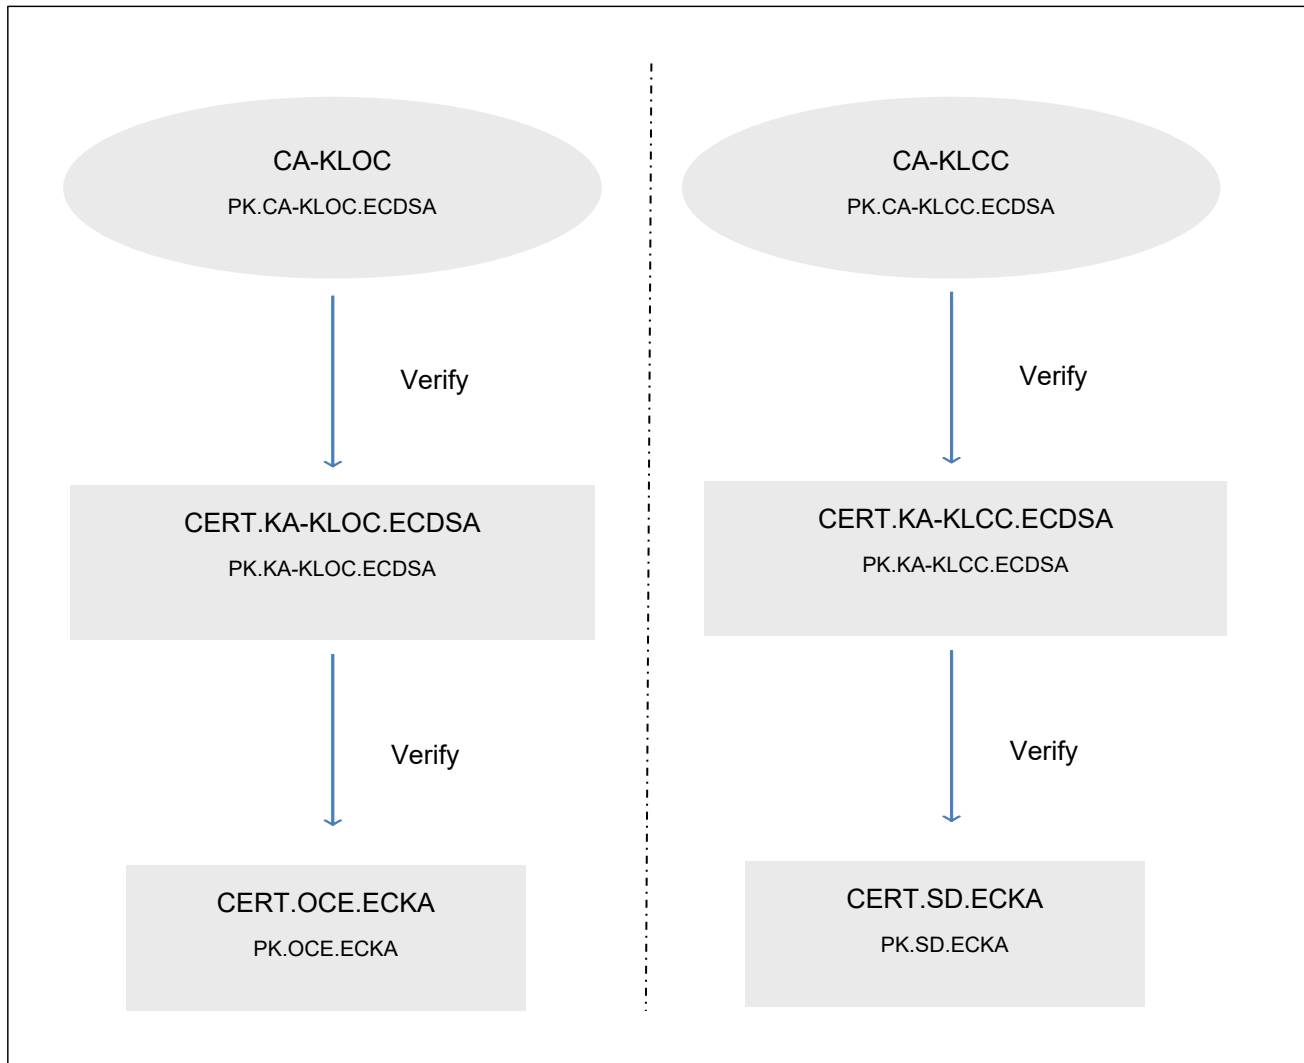 CA-KLOC
PK.CA-KLOC.ECDSA
Verify
CERT.KA-KLOC.ECDSA
PK.KA-KLOC.ECDSA
Verify
CERT.OCE.ECKA
PK.OCE.ECKA
CA-KLCC
PK.CA-KLCC.ECDSA
Verify
CERT.KA-KLCC.ECDSA
PK.KA-KLCC.ECDSA
Verify
CERT.SD.ECKA
PK.SD.ECKA